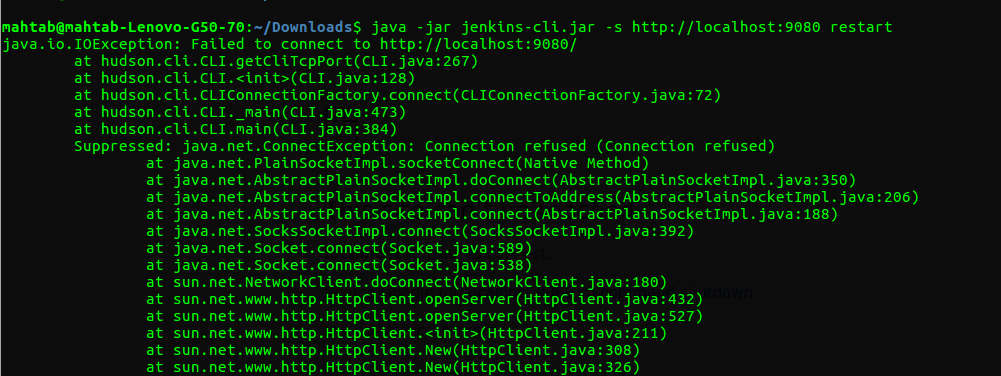 mahtab@mahtab-Lenovo-G50-70:~/Downloads$ java -jar jenkins-cli.jar -s http://localhost:9080 restart
java.io.IOException: Failed to connect to http://localhost:9080/
at hudson.cli.CLI.getCliTcpPort(CLI.java:267)
at hudson.cli.CLI.<init>(CLI.java:128)
at hudson.cli.CLIConnectionFactory.connect(CLIConnectionFactory.java:72)
at hudson.cli.CLI._main(CLI.java:473)
at hudson.cli.CLI.main(CLI.java:384)
Suppressed: java.net.ConnectException: Connection refused (Connection refused)
at java.net.PlainSocketImpl.socketConnect(Native Method)
at java.net.AbstractPlainSocketImpl.doConnect(AbstractPlainSocketImpl.java:350)
at java.net.AbstractPlainSocketImpl.connectToAddress(AbstractPlainSocketImpl.java:206)
at java.net.AbstractPlainSocketImpl.connect(AbstractPlainSocketImpl.java:188)
at java.net.SocksSocketImpl.connect(SocksSocketImpl.java:392)
at java.net.Socket.connect(Socket.java:589)
at java.net.Socket.connect(Socket.java:538)
at sun.net.NetworkClient.doConnect(NetworkClient.java:180)
at sun.net.www.http.HttpClient.openServer(HttpClient.java:432)
at sun.net.www.http.HttpClient.openServer(HttpClient.java:527)
at sun.net.www.http.HttpClient.<init>(HttpClient.java:211)
at sun.net.www.http.HttpClient.New(HttpClient.java:308)
at sun.net.www.http.HttpClient.New(HttpClient.java:326)